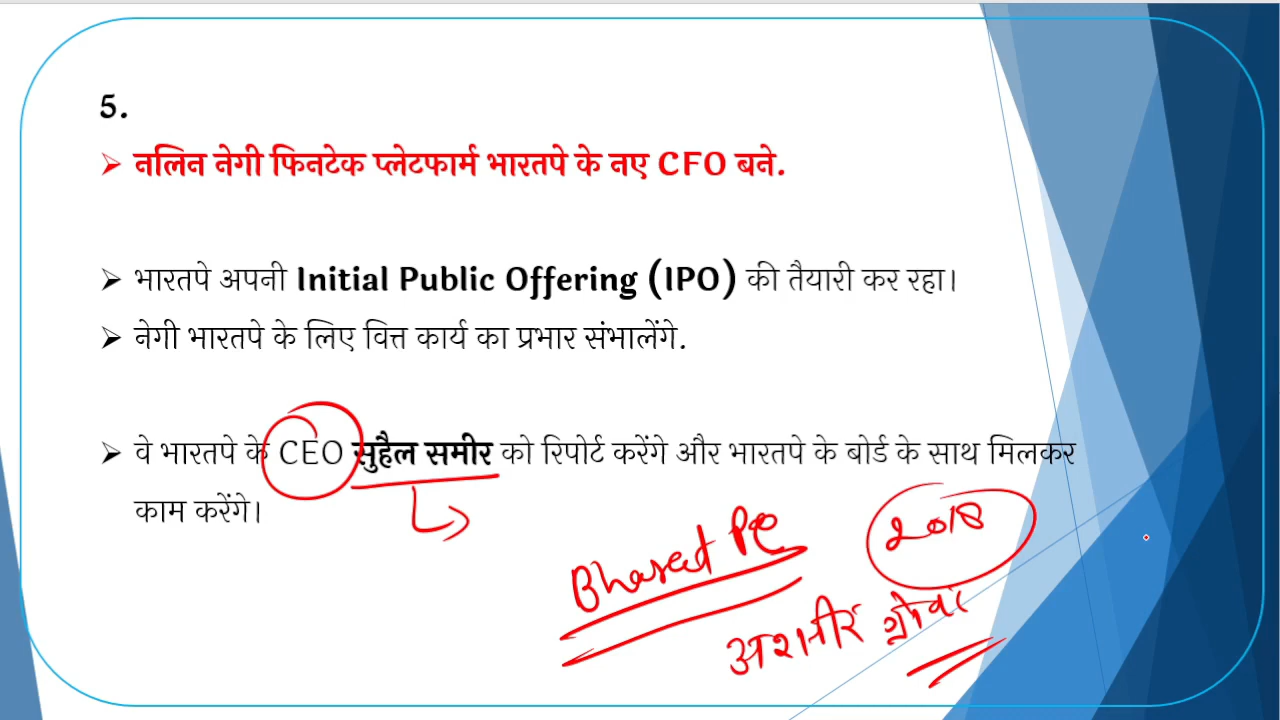 5.
➢ नलिन नेगी फिनटेक प्लेटफार्म भारतपे के नए CFO बने.
➢ भारतपे अपनी Initial Public Offering (IPO) की तैयारी कर रहा।
➢ नेगी भारतपे के लिए वित्त कार्य का प्रभार संभालेंगे.
➢ वे भारतपे के CEO सुहैल समीर को रिपोर्ट करेंगे और भारतपे के बोर्ड के साथ मिलकर
काम करेंगे।
Bharat Pe
2018
अशनीर ग्रोवर